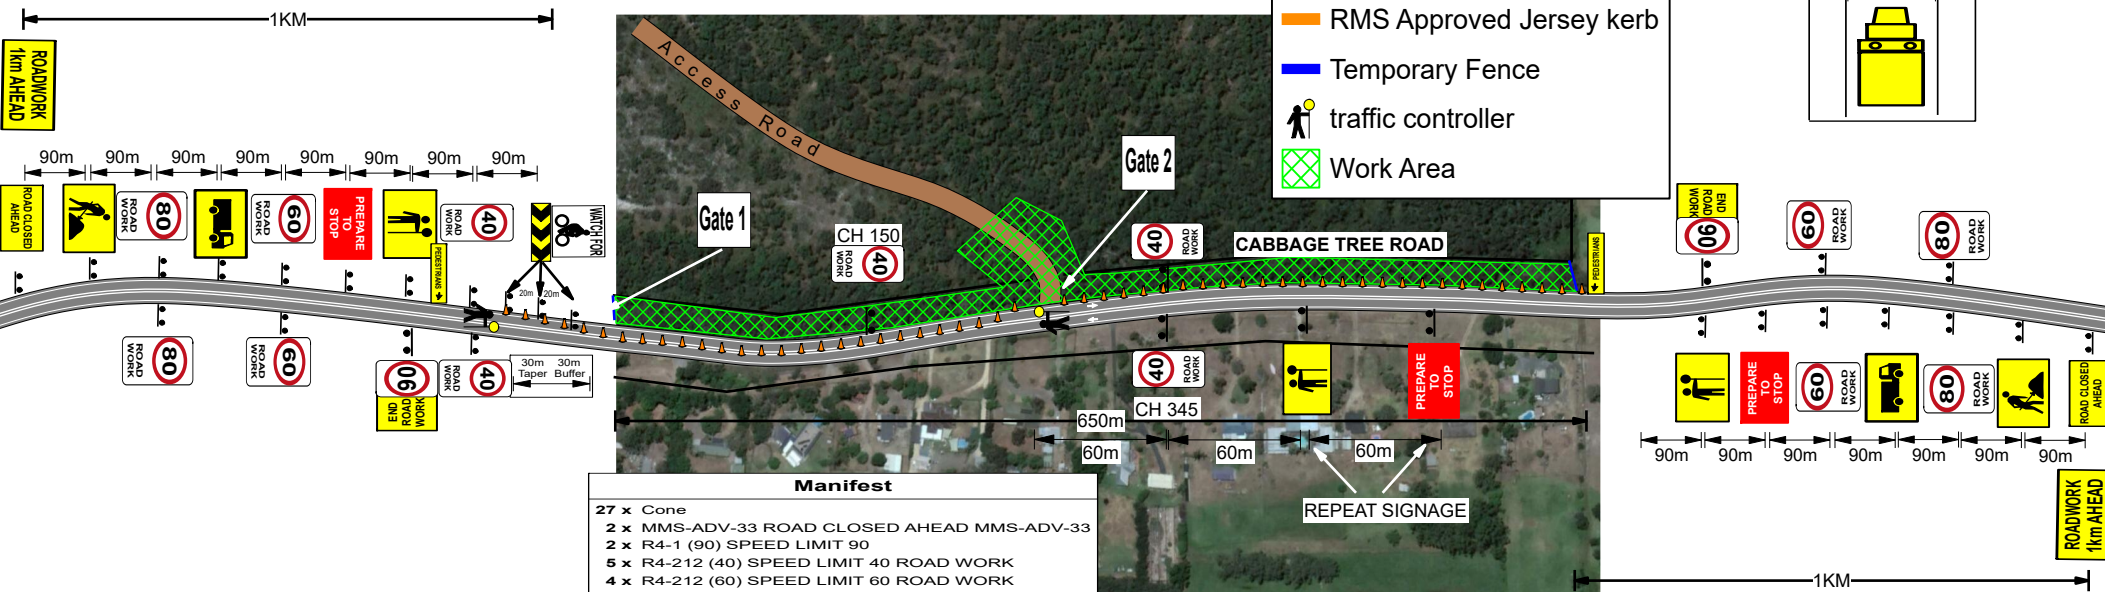 1KM
ROADWORK
1km AHEAD
90m
90m
90m
90m
90m
90m
90m
90m
ROAD CLOSED
AHEAD
80
ROAD
WORK
60
ROAD
WORK
PREPARE
TO
STOP
40
ROAD
WORK
PEDESTRIANS
WATCH FOR
20m
20m
80
ROAD
WORK
60
ROAD
WORK
90
END
ROAD
WORK
40
ROAD
WORK
30m
Taper
30m
Buffer
Access Road
Gate 1
Gate 2
CH 150
40
ROAD
WORK
40
ROAD
WORK
CABBAGE TREE ROAD
RMS Approved Jersey kerb
Temporary Fence
traffic controller
Work Area
PEDESTRIANS
END
ROAD
WORK
90
60
ROAD
WORK
80
ROAD
WORK
40
ROAD
WORK
CH 345
PREPARE
TO
STOP
650m
60m
60m
60m
REPEAT SIGNAGE
PREPARE
TO
STOP
60
ROAD
WORK
80
ROAD
WORK
ROAD CLOSED
AHEAD
90m
90m
90m
90m
90m
90m
90m
ROADWORK
1km AHEAD
1KM
Manifest
27 x Cone
2 x MMS-ADV-33 ROAD CLOSED AHEAD MMS-ADV-33
2 x R4-1 (90) SPEED LIMIT 90
5 x R4-212 (40) SPEED LIMIT 40 ROAD WORK
4 x R4-212 (60) SPEED LIMIT 60 ROAD WORK